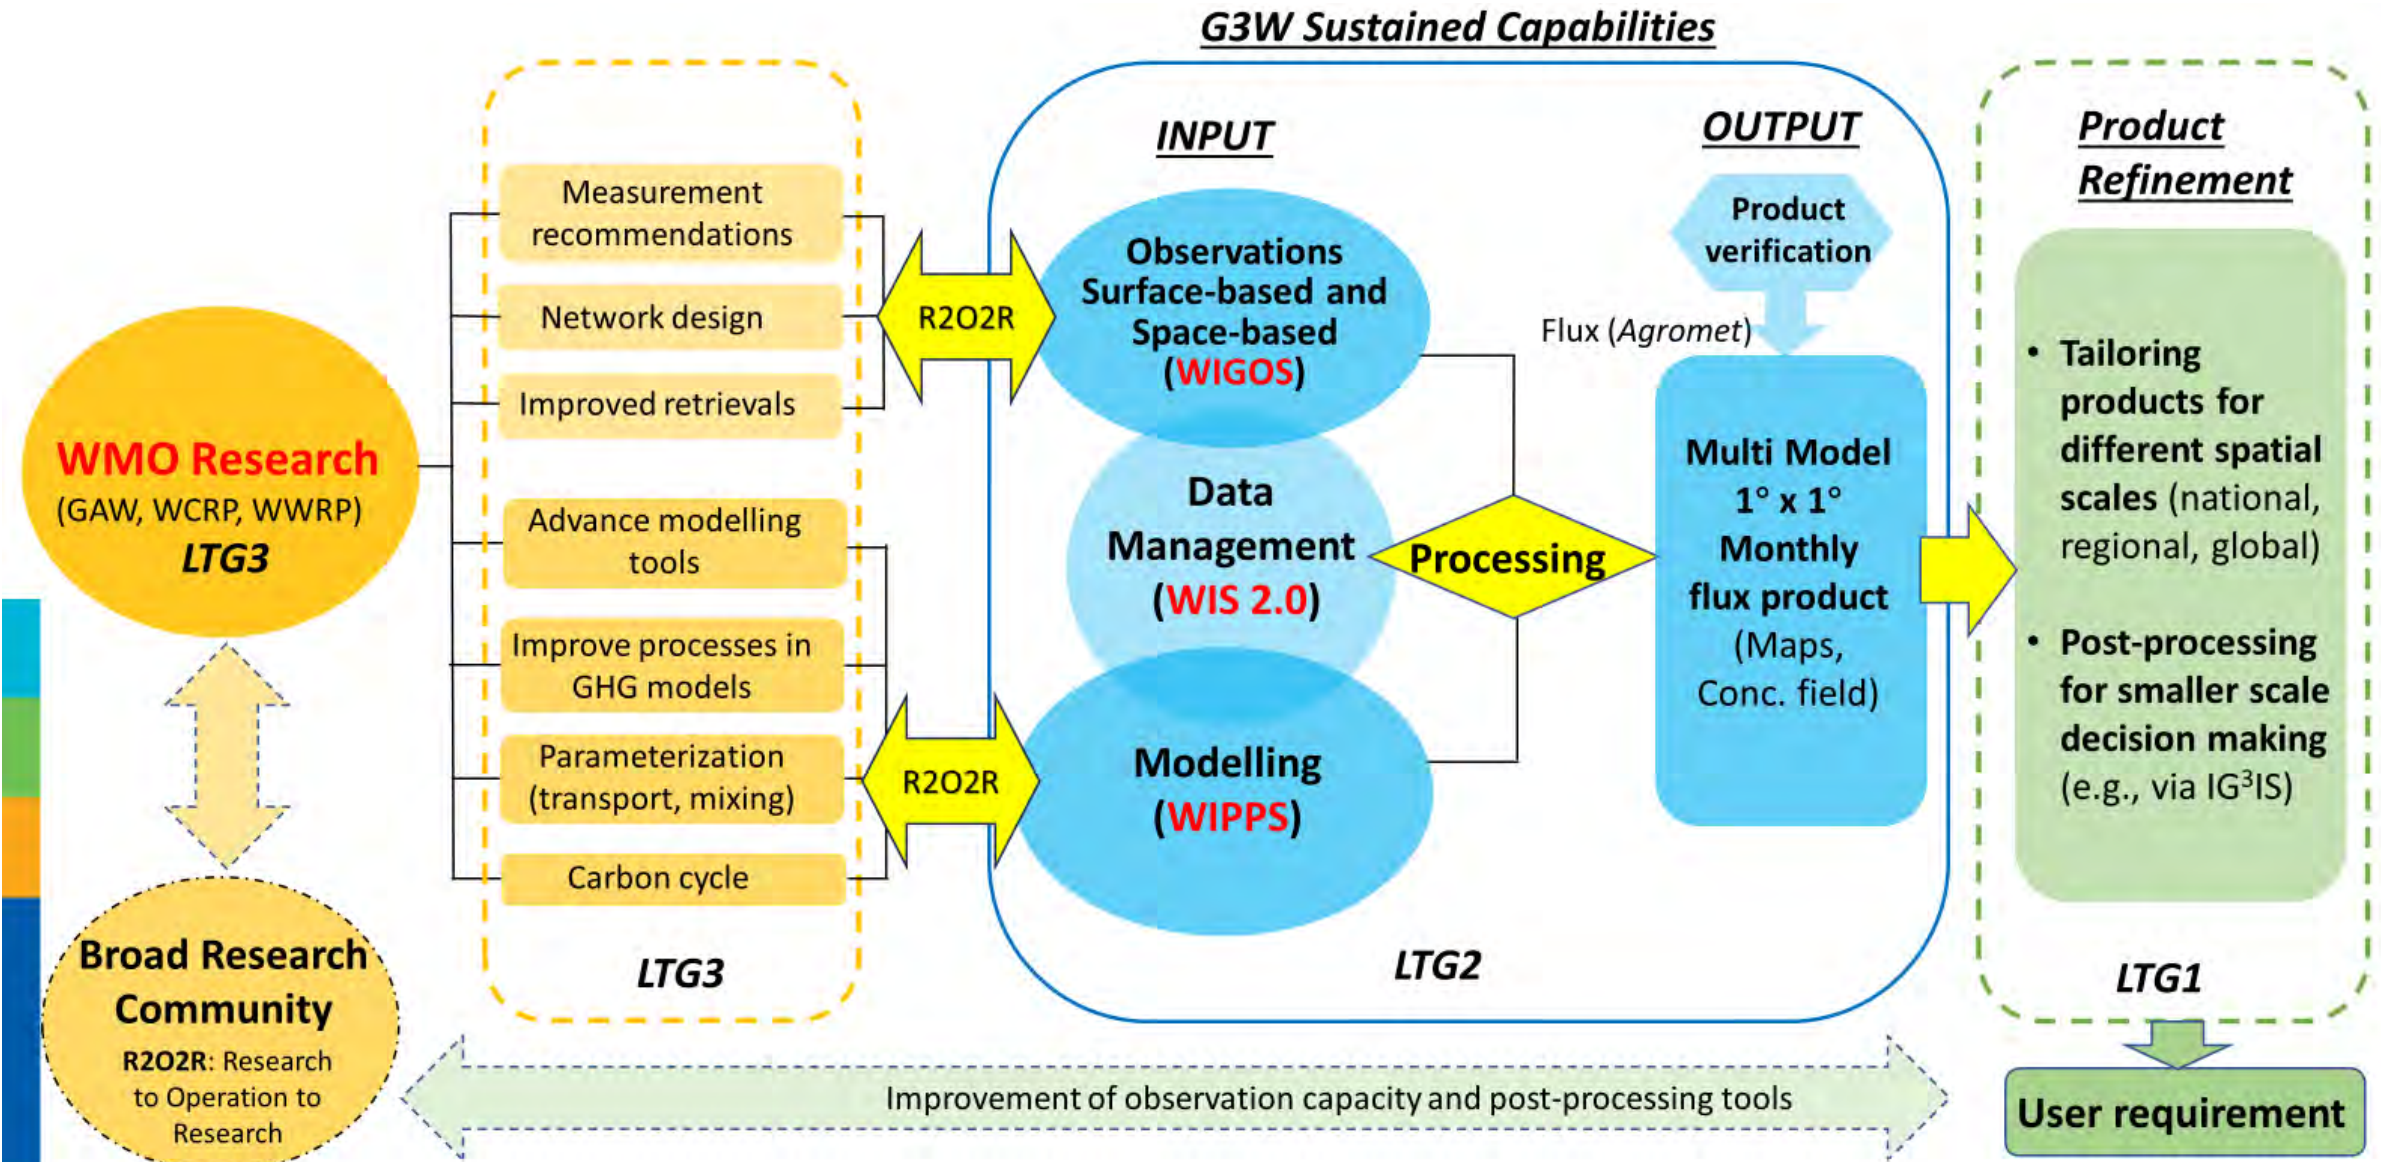 G3W Sustained Capabilities
WMO Research
(GAW, WCRP, WWRP)
LTG3
Broad Research
Community
R2O2R: Research
to Operation to
Research
Measurement
recommendations
Network design
Improved retrievals
Advance modelling
tools
Improve processes in
GHG models
Parameterization
(transport, mixing)
Carbon cycle
LTG3
R2O2R
R2O2R
INPUT
Observations
Surface-based and
Space-based
(WIGOS)
Data
Management
(WIS 2.0)
Modelling
(WIPPS)
Processing
OUTPUT
Product
verification
Flux (Agromet)
Multi Model
1° x 1°
Monthly
flux product
(Maps,
Conc. field)
LTG2
Product
Refinement
• Tailoring
products for
different spatial
scales (national,
regional, global)
• Post-processing
for smaller scale
decision making
(e.g., via IG³IS)
LTG1
Improvement of observation capacity and post-processing tools
User requirement